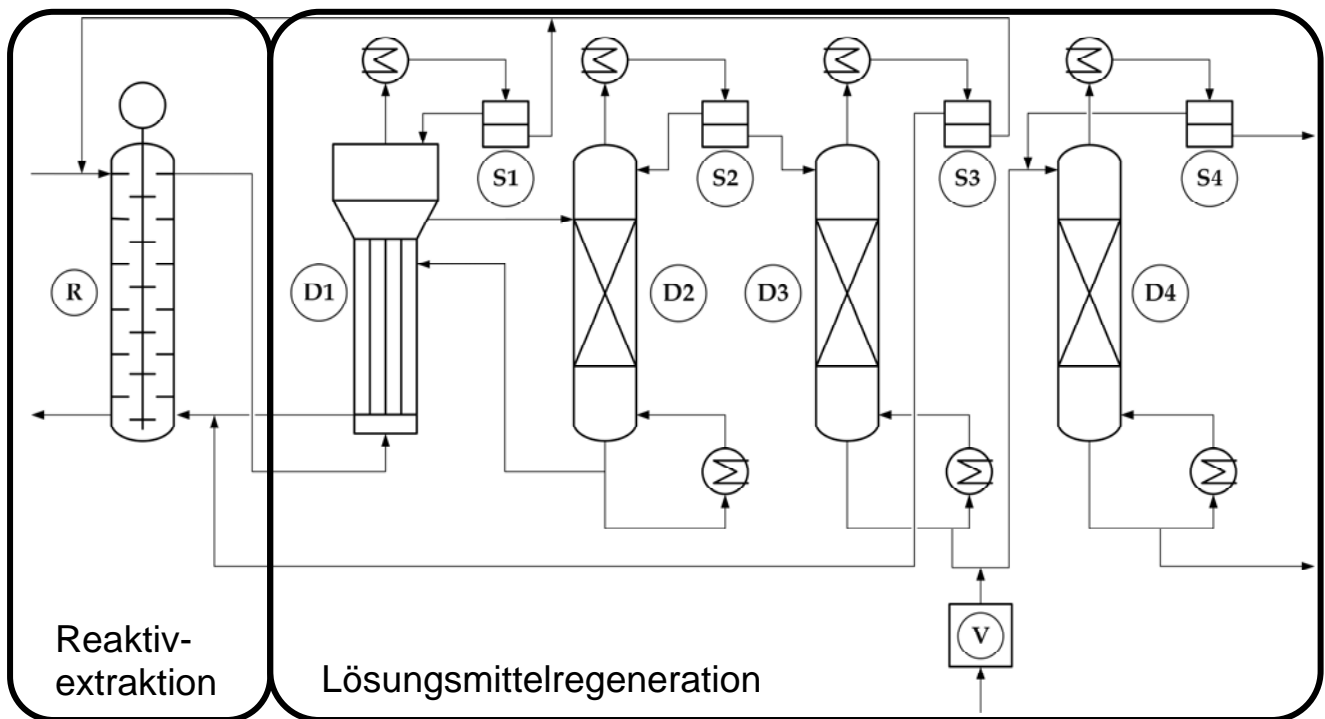 S1
S2
S3
S4
R
D1
D2
D3
D4
V
Reaktiv-
extraktion
Lösungsmittelregeneration